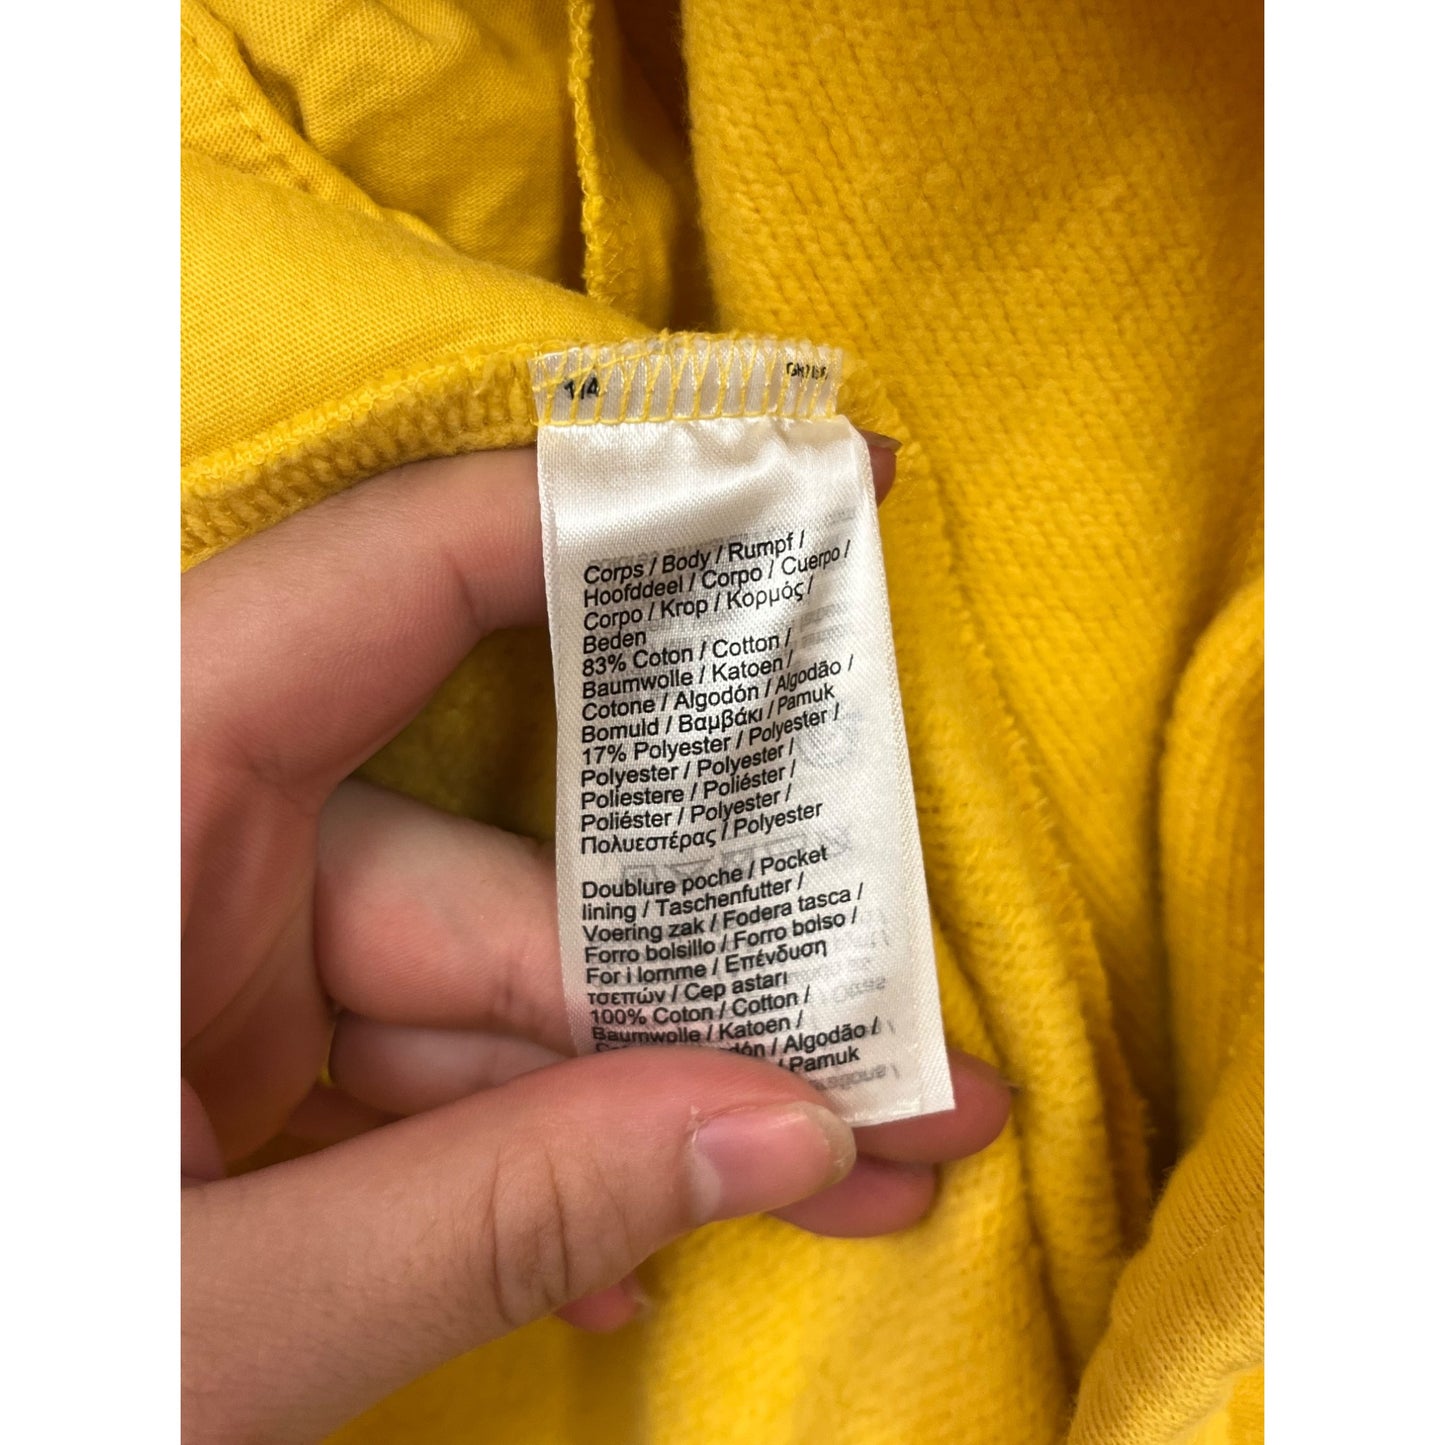 1/4
Corps / Body / Rumpf /
Hoofddeel / Corpo / Cuerpo /
Corpo / Krop / Κορμός /
Beden
83% Coton / Cotton /
Baumwolle / Katoen /
Cotone / Algodón / Algodão /
Bomuld / Βαμβάκι / Pamuk
17% Polyester / Polyester /
Polyester / Polyester /
Poliestere / Poliéster /
Poliéster / Polyester /
Πολυεστέρας / Polyester
Doublure poche / Pocket
lining / Taschenfutter /
Voering zak / Fodera tasca /
Forro bolsillo / Forro bolso /
For i lomme / Επένδυση
τσεπών / Cep astarı
100% Coton / Cotton /
Baumwolle / Katoen /
/ Algodão /
/ Pamuk